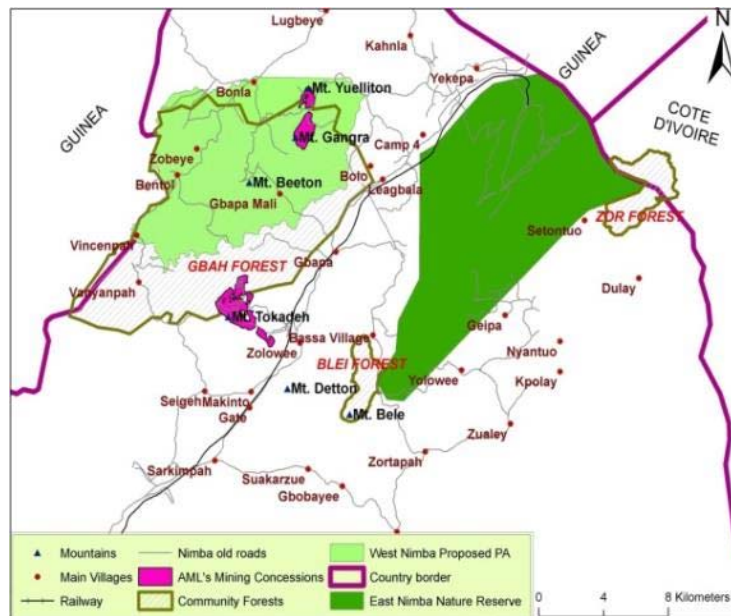 Lugbeye
N
Kahnla
GUINEA
Yekepa
Bonla
Mt. Yuelliton
COTE
D'IVOIRE
GUINEA
Mt. Gangra
Camp 4
Zobeye
Bolo
Bentol
Mt. Beeton
Leagbala
Gbapa Mali
ZOR FOREST
Setontuo
Vincenpah
Gbapa
GBAH FOREST
Vanyanpah
Dulay
Mt. Tokadeh
Geipa
Bassa Village
Zolowee
Nyantuo
BLEI FOREST
Yolowee
Kpolay
Seigeh
Makinto
Mt. Detton
Gate
Mt. Bele
Zualey
Zortapah
Sarkimpah
Suakarzue
Gbobayee
Mountains
Nimba old roads
West Nimba Proposed PA
Main Villages
AML's Mining Concessions
Country border
Railway
Community Forests
East Nimba Nature Reserve
0 4 8 Kilometers